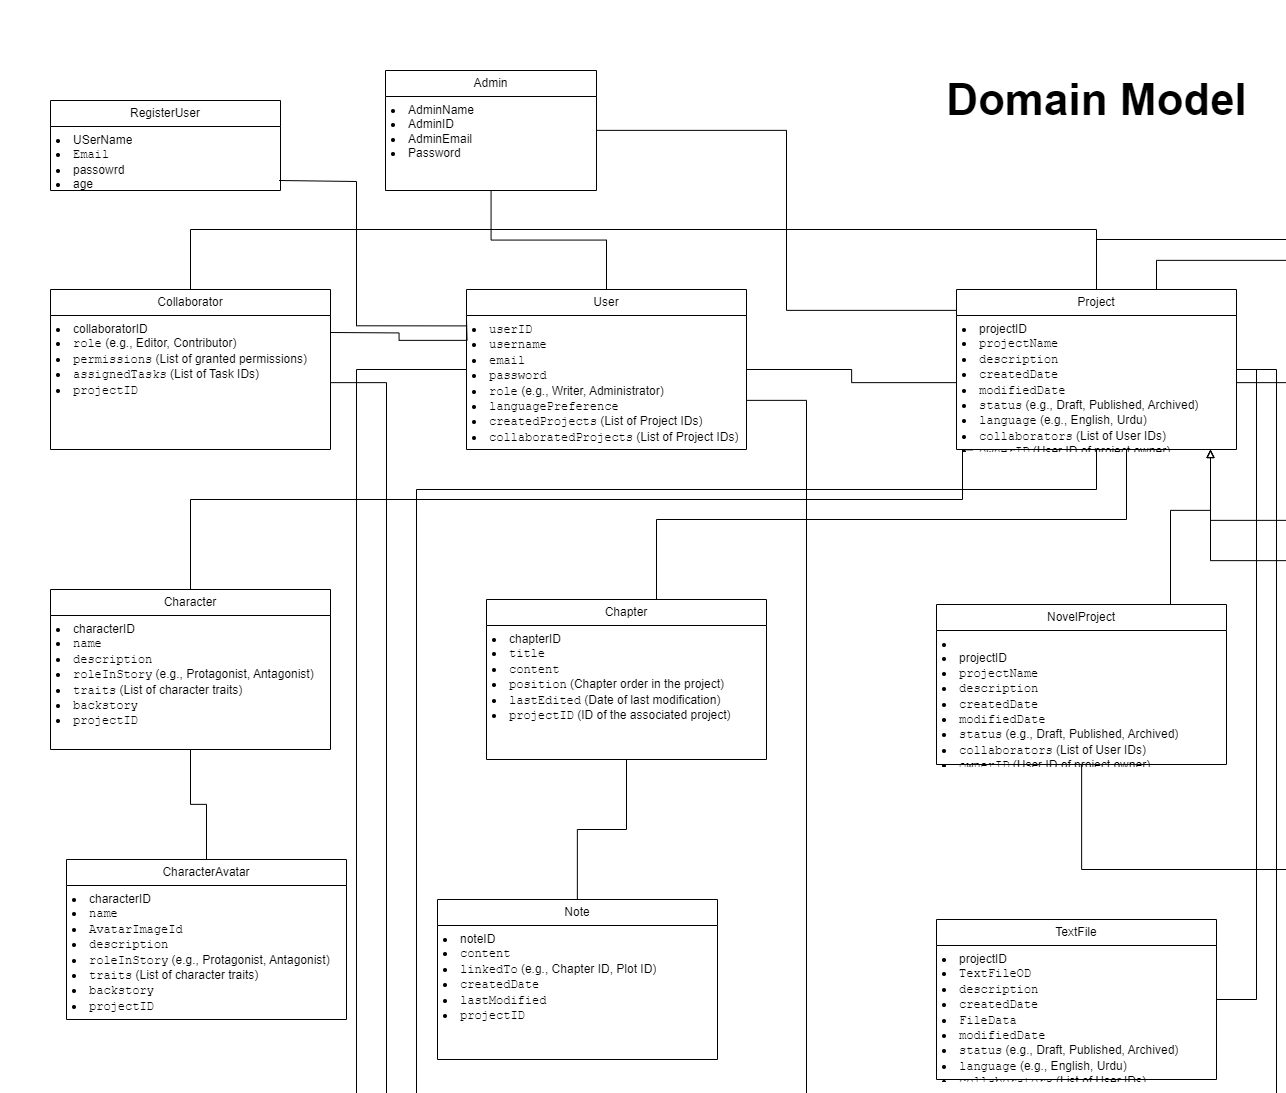 Domain Model
RegisterUser
USerName
Email
passowrd
age
Admin
AdminName
AdminID
AdminEmail
Password
Collaborator
collaboratorID
role (e.g., Editor, Contributor)
permissions (List of granted permissions)
assignedTasks (List of Task IDs)
projectID
User
userID
username
email
password
role (e.g., Writer, Administrator)
languagePreference
createdProjects (List of Project IDs)
collaboratedProjects (List of Project IDs)
Project
projectID
projectName
description
createdDate
modifiedDate
status (e.g., Draft, Published, Archived)
language (e.g., English, Urdu)
collaborators (List of User IDs)
ownerID (User ID of project owner)
Character
characterID
name
description
roleInStory (e.g., Protagonist, Antagonist)
traits (List of character traits)
backstory
projectID
Chapter
chapterID
title
content
position (Chapter order in the project)
lastEdited (Date of last modification)
projectID (ID of the associated project)
NovelProject
projectID
projectName
description
createdDate
modifiedDate
status (e.g., Draft, Published, Archived)
collaborators (List of User IDs)
ownerID (User ID of project owner)
CharacterAvatar
characterID
name
AvatarImageId
description
roleInStory (e.g., Protagonist, Antagonist)
traits (List of character traits)
backstory
projectID
Note
noteID
content
linkedTo (e.g., Chapter ID, Plot ID)
createdDate
lastModified
projectID
TextFile
projectID
TextFileOD
description
createdDate
FileData
modifiedDate
status (e.g., Draft, Published, Archived)
language (e.g., English, Urdu)
collaborators (List of User IDs)